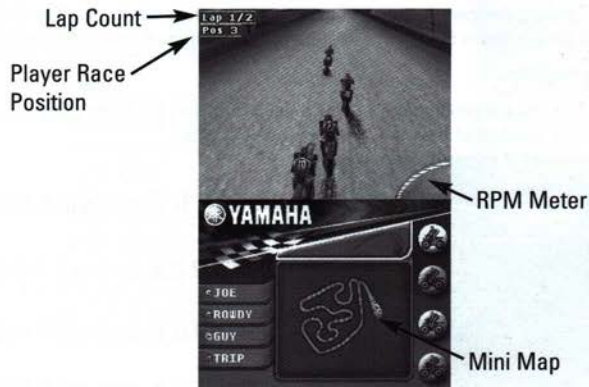 Lap Count
Player Race
Position
Lap 1/2
Pos 3
RPM Meter
YAMAHA
JOE
ROWDY
GUY
TRIP
Mini Map